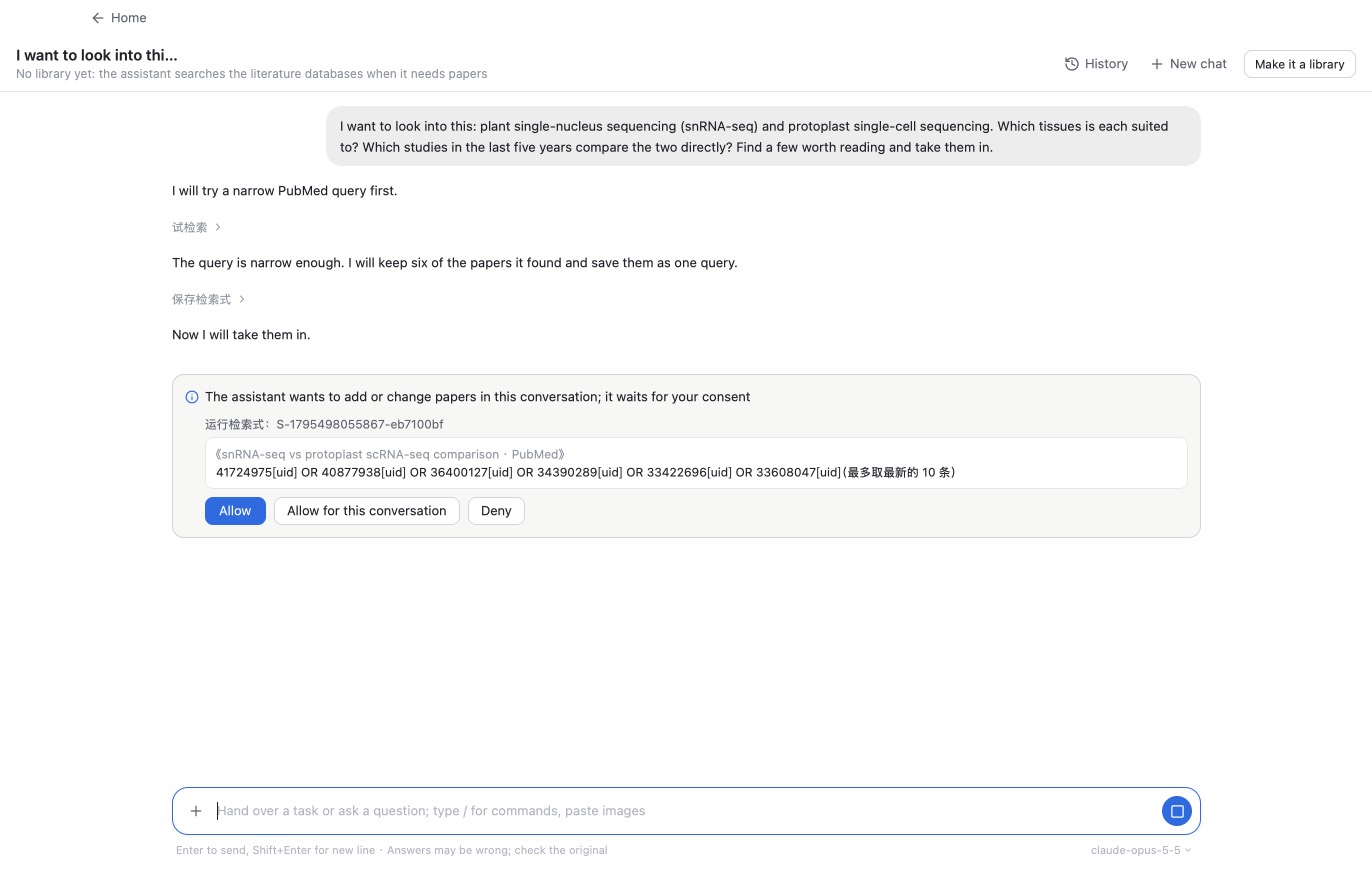 Home
I want to look into thi...
No library yet: the assistant searches the literature databases when it needs papers
History
New chat
Make it a library
I want to look into this: plant single-nucleus sequencing (snRNA-seq) and protoplast single-cell sequencing. Which tissues is each suited
to? Which studies in the last five years compare the two directly? Find a few worth reading and take them in.
I will try a narrow PubMed query first.
试检索
The query is narrow enough. I will keep six of the papers it found and save them as one query.
保存检索式
Now I will take them in.
The assistant wants to add or change papers in this conversation; it waits for your consent
运行检索式：S-1795498055867-eb7100bf
《snRNA-seq vs protoplast scRNA-seq comparison · PubMed》
41724975[uid] OR 40877938[uid] OR 36400127[uid] OR 34390289[uid] OR 33422696[uid] OR 33608047[uid](最多取最新的 10 条)
Allow
Allow for this conversation
Deny
Hand over a task or ask a question; type / for commands, paste images
Enter to send, Shift+Enter for new line · Answers may be wrong; check the original
claude-opus-5-5